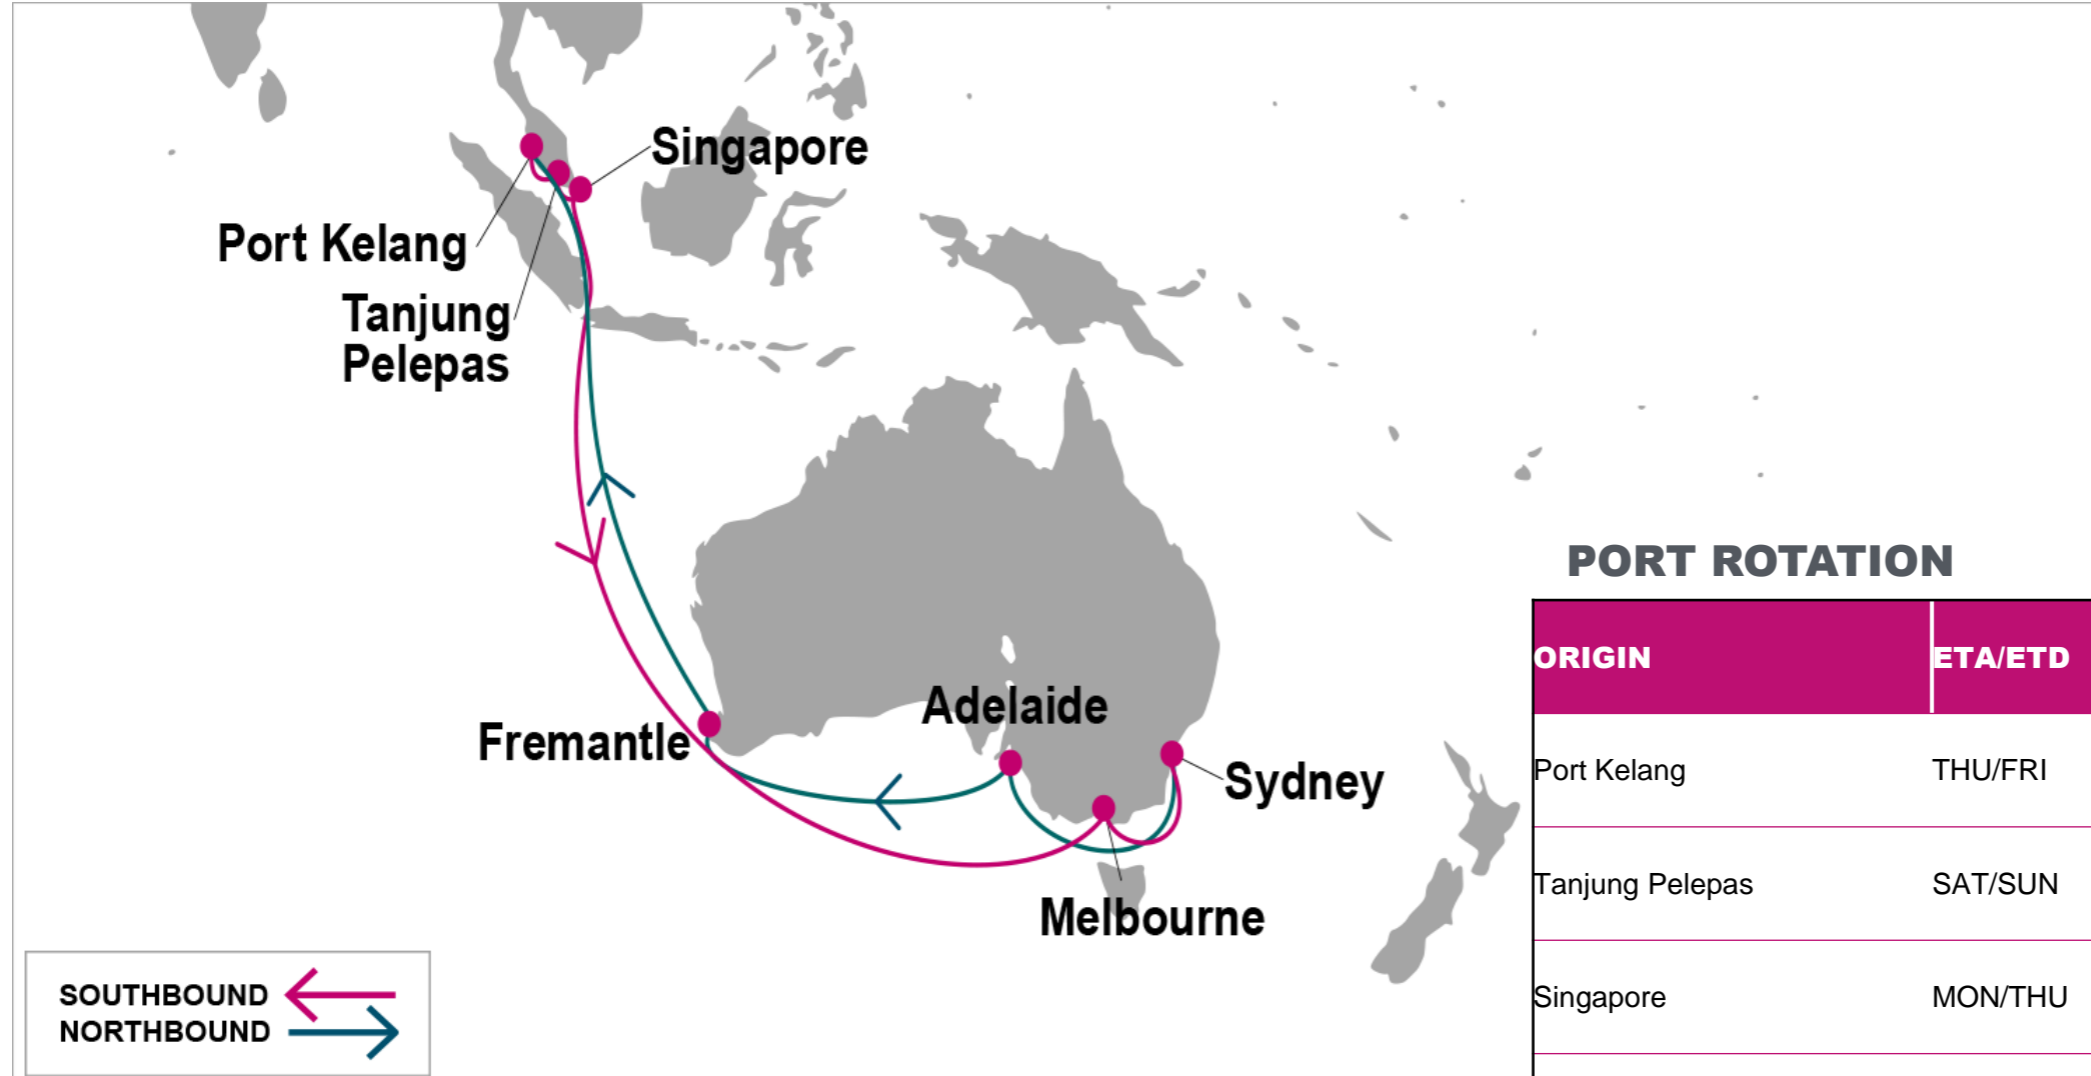 Singapore
Port Kelang
Tanjung
Pelepas
Fremantle
Adelaide
Sydney
Melbourne
SOUTHBOUND
NORTHBOUND
PORT ROTATION
ORIGIN ETA/ETD
Port Kelang THU/FRI
Tanjung Pelepas SAT/SUN
Singapore MON/THU